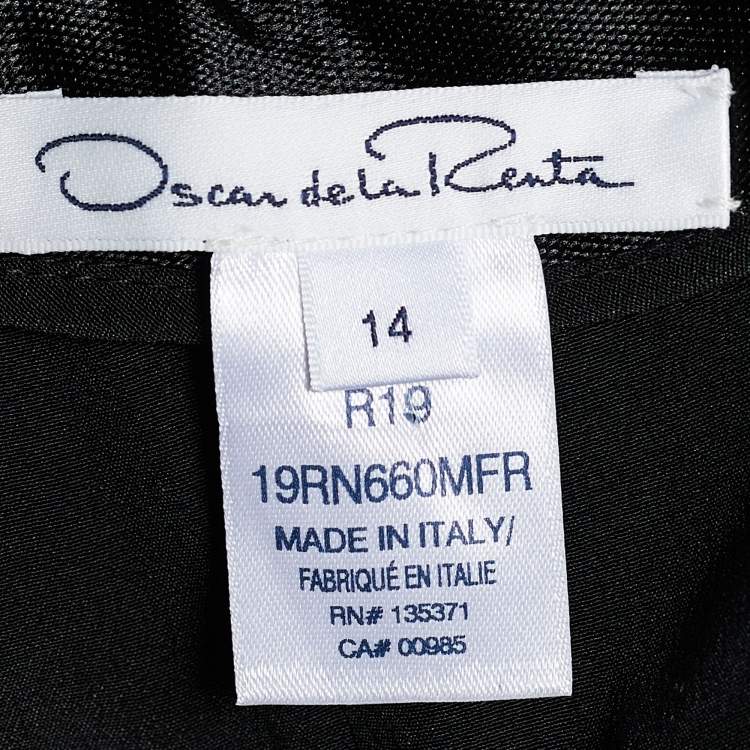 Oscar de la Renta
14
R19
19RN660MFR
MADE IN ITALY/
FABRIQUÉ EN ITALIE
RN# 135371
CA# 00985